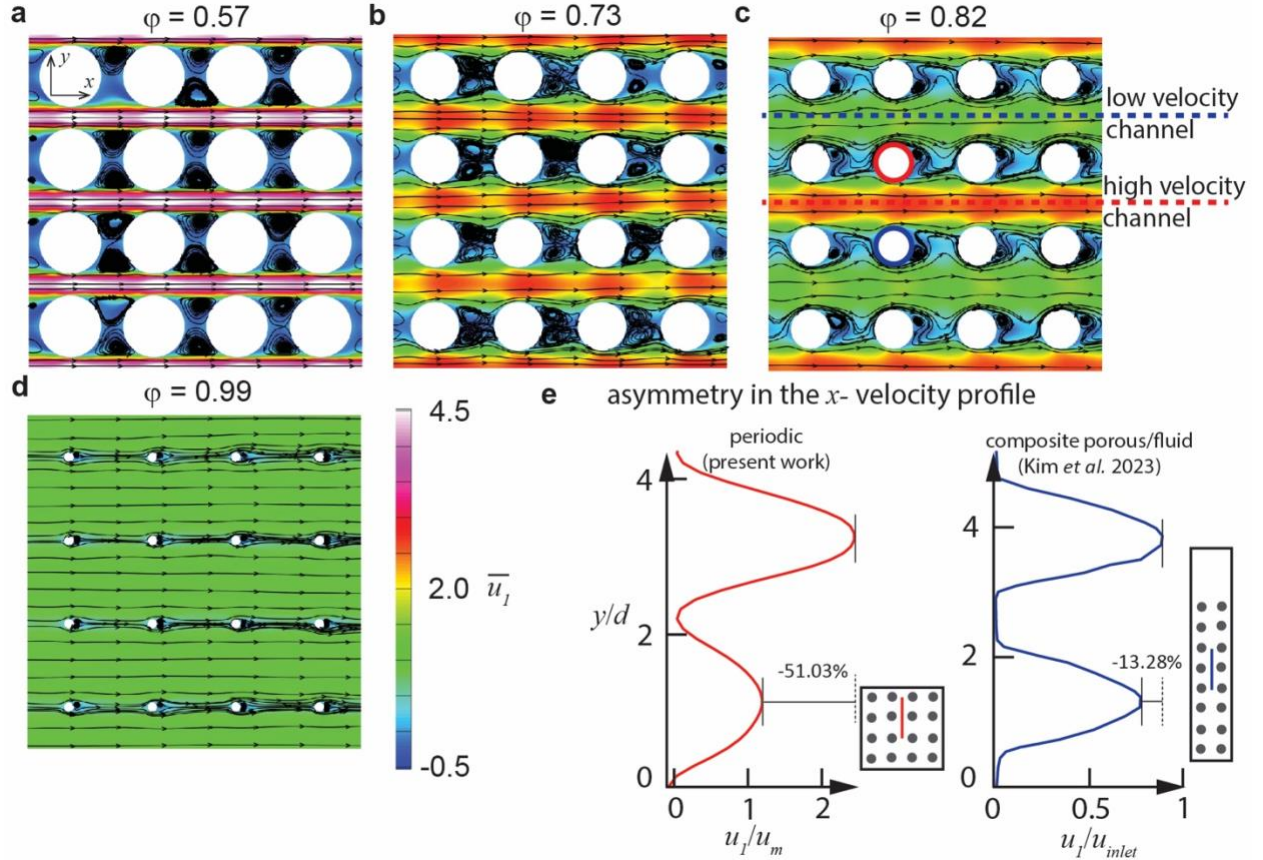 a
φ = 0.57
y
x
b
φ = 0.73
c
φ = 0.82
low velocity
channel
high velocity
channel
d
φ = 0.99
4.5
2.0
u₁
-0.5
e
asymmetry in the x- velocity profile
periodic
(present work)
4
2
0
y/d
-51.03%
0
1
2
u₁/uₘ
composite porous/fluid
(Kim et al. 2023)
4
2
0
-13.28%
0
0.5
1
u₁/u_inlet